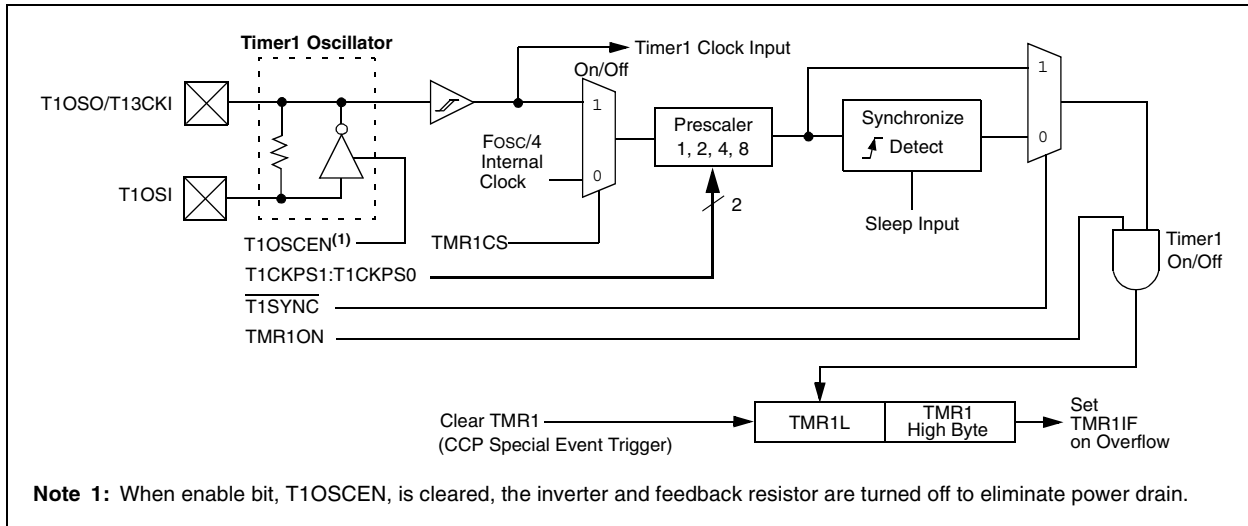 Timer1 Oscillator
T1OSO/T13CKI
T1OSI
Timer1 Clock Input
On/Off
1
0
FOSC/4
Internal
Clock
Prescaler
1, 2, 4, 8
2
Synchronize
Detect
Sleep Input
1
0
Timer1
On/Off
T1OSCEN(1)
TMR1CS
T1CKPS1:T1CKPS0
T1SYNC
TMR1ON
Clear TMR1
(CCP Special Event Trigger)
TMR1L
TMR1
High Byte
Set
TMR1IF
on Overflow
Note 1: When enable bit, T1OSCEN, is cleared, the inverter and feedback resistor are turned off to eliminate power drain.